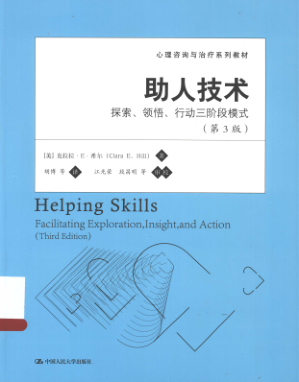 心理咨询与治疗系列教材
助人技术
探索、领悟、行动三阶段模式
(第 3 版)
[美] 克拉拉·E·希尔 (Clara E. Hill) 著
胡博 等 译 江光荣 段昌明 等 审校
Helping Skills
Facilitating Exploration,Insight,and Action
(Third Edition)
中国人民大学出版社